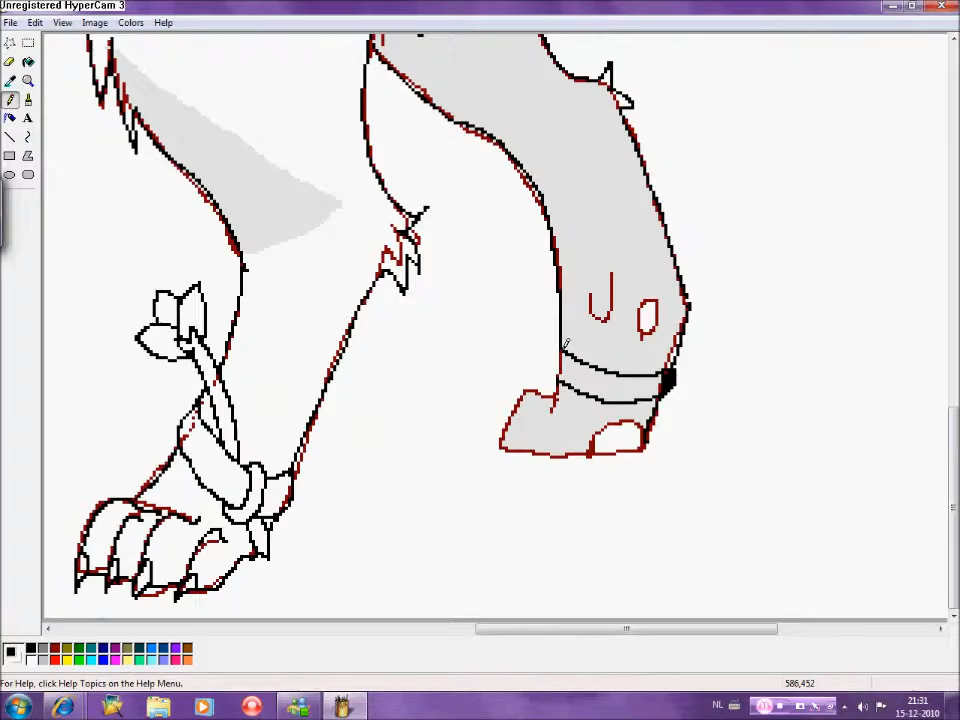 Unregistered HyperCam 3
File Edit View Image Colors Help
A
For Help, click Help Topics on the Help Menu.
586,452
NL
21:31
15-12-2010